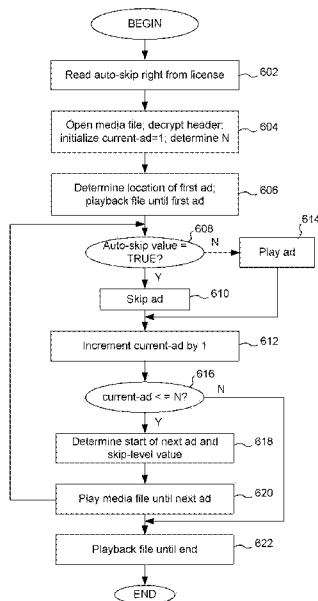 BEGIN
Read auto-skip right from license
602
Open media file; decrypt header;
initialize current-ad=1; determine N
604
Determine location of first ad;
playback file until first ad
606
608
614
Auto-skip value =
TRUE?
N
Play ad
Y
Skip ad
610
Increment current-ad by 1
612
616
current-ad < = N?
N
Y
Determine start of next ad and
skip-level value
618
Play media file until next ad
620
Playback file until end
622
END